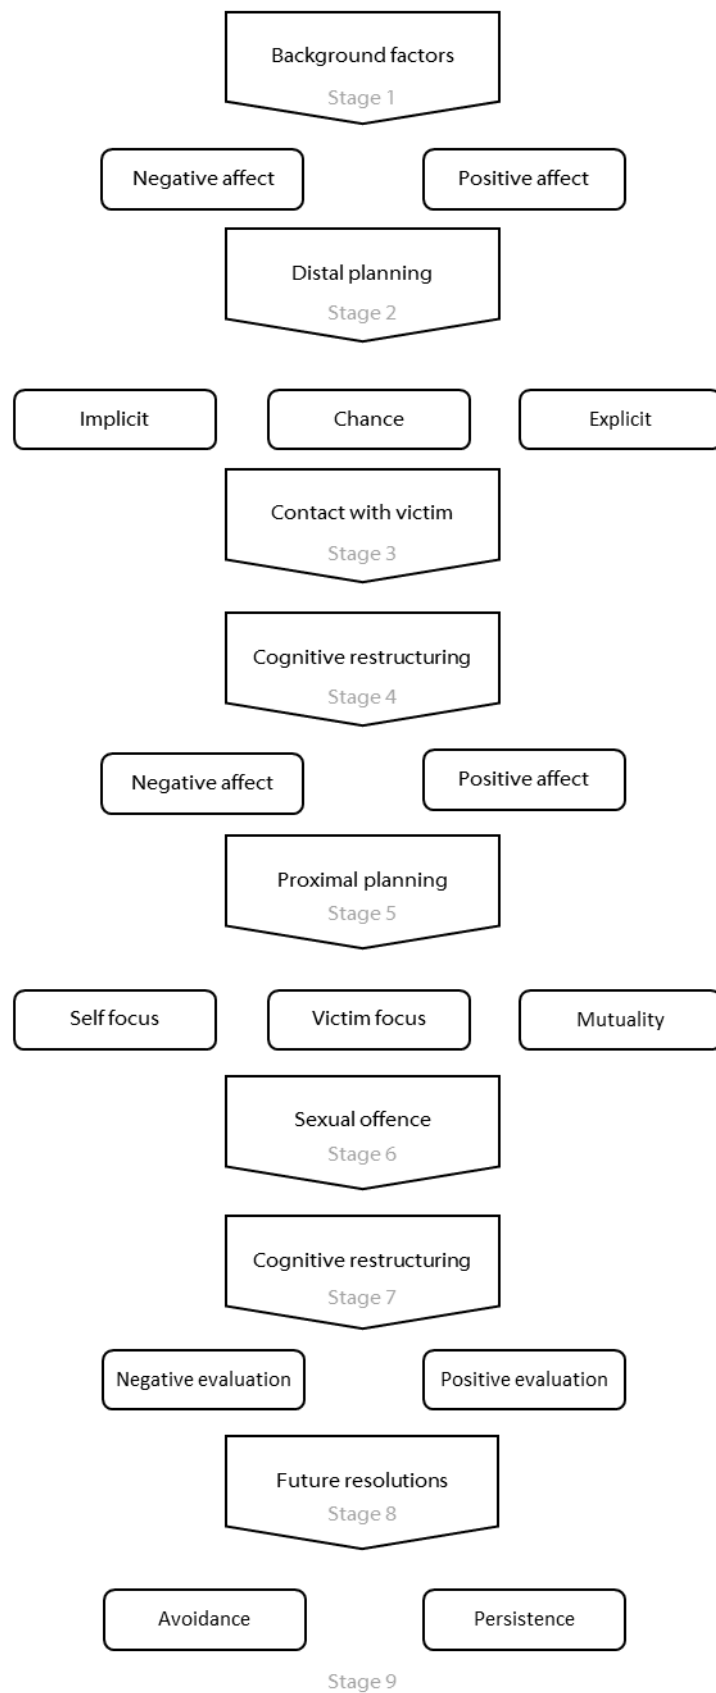 Background factors
Stage 1
Negative affect
Positive affect
Distal planning
Stage 2
Implicit
Chance
Explicit
Contact with victim
Stage 3
Cognitive restructuring
Stage 4
Negative affect
Positive affect
Proximal planning
Stage 5
Self focus
Victim focus
Mutuality
Sexual offence
Stage 6
Cognitive restructuring
Stage 7
Negative evaluation
Positive evaluation
Future resolutions
Stage 8
Avoidance
Persistence
Stage 9